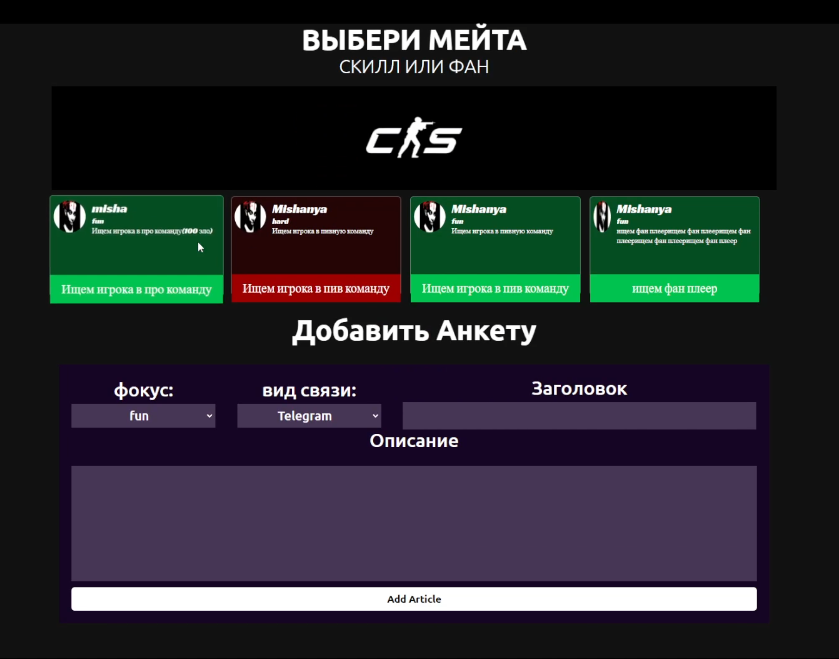 ВЫБЕРИ МЕЙТА
СКИЛЛ ИЛИ ФАН
CS
misha
fun
Ищем игрока в про команду(100 эло)
Ищем игрока в про команду
Mishanya
hard
Ищем игрока в пивную команду
Ищем игрока в пив команду
Mishanya
fun
Ищем игрока в пивную команду
Ищем игрока в пив команду
Mishanya
fun
ищем фан плеерищем фан плеерищем фан
плеерищем фан плеерищем фан плеер
ищем фан плеер
Добавить Анкету
фокус:
вид связи:
Заголовок
fun
Telegram
Описание
Add Article